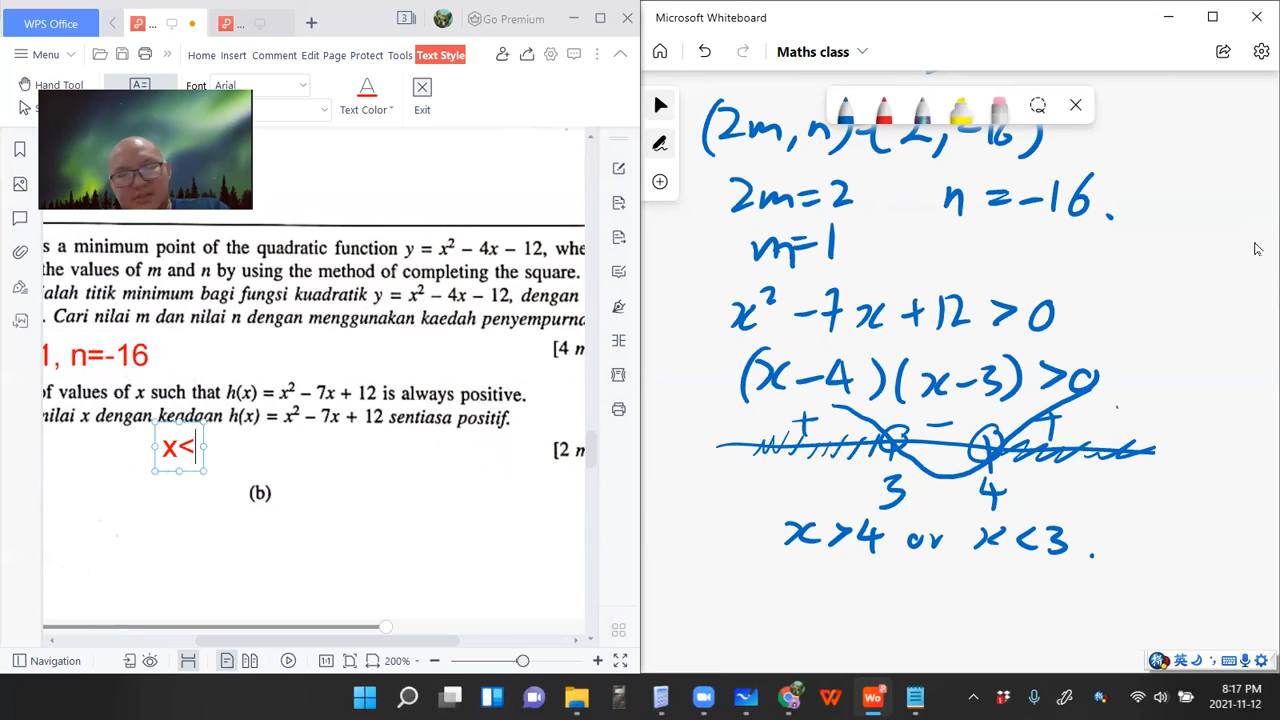 WPS Office
...
...
3
Go Premium
Menu
Home Insert Comment Edit Page Protect Tools Text Style
Hand Tool
Font Arial
Text Color
Exit
s a minimum point of the quadratic function y = x² − 4x − 12, whe
the values of m and n by using the method of completing the square.
ialah titik minimum bagi fungsi kuadratik y = x² − 4x − 12, dengan
. Cari nilai m dan nilai n dengan menggunakan kaedah penyempurna
1, n=-16
[4 n
of values of x such that h(x) = x² − 7x + 12 is always positive.
nilai x dengan keadaan h(x) = x² − 7x + 12 sentiasa positif.
x<
[2 n
(b)
Navigation
1:1
200%
Microsoft Whiteboard
Maths class
(2m, n) (2, -16)
2m = 2 n = -16.
m = 1
x² - 7x + 12 > 0
(x - 4)(x - 3) > 0
+ - +
3 4
x > 4 or x < 3.
英
8:17 PM
2021-11-12